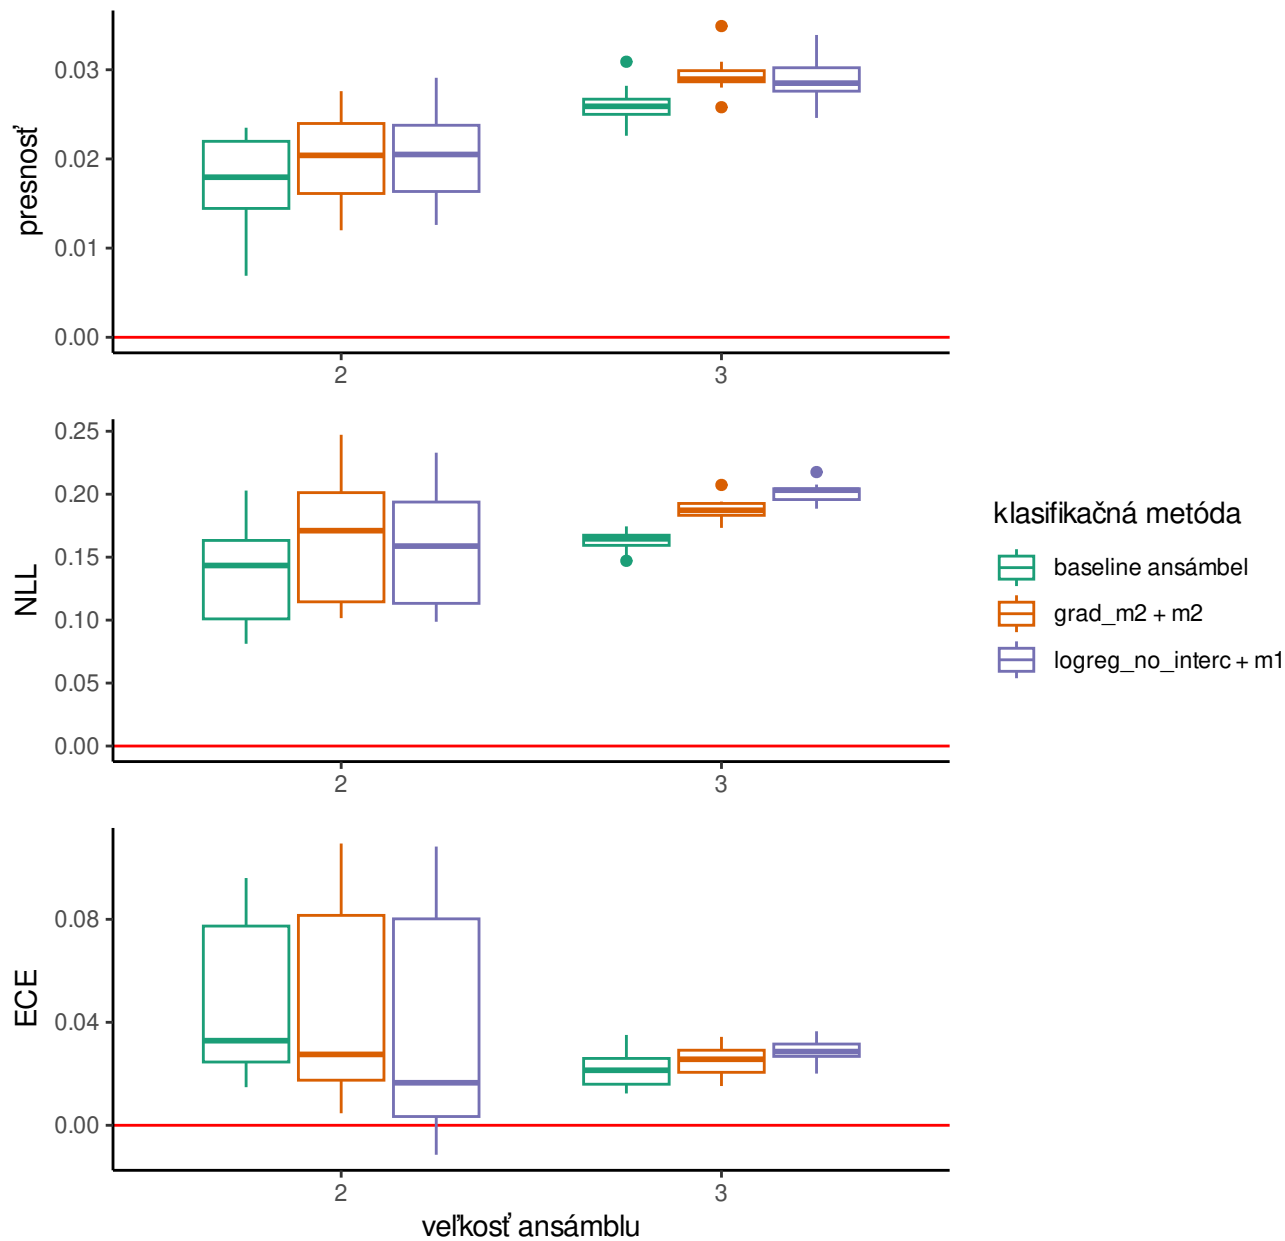 presnosť
0.03
0.02
0.01
0.00
2 3
NLL
0.25
0.20
0.15
0.10
0.05
0.00
2 3
ECE
0.08
0.04
0.00
2 3
veľkosť ansámblu
klasifikačná metóda
baseline ansámbel
grad_m2 + m2
logreg_no_interc + m1